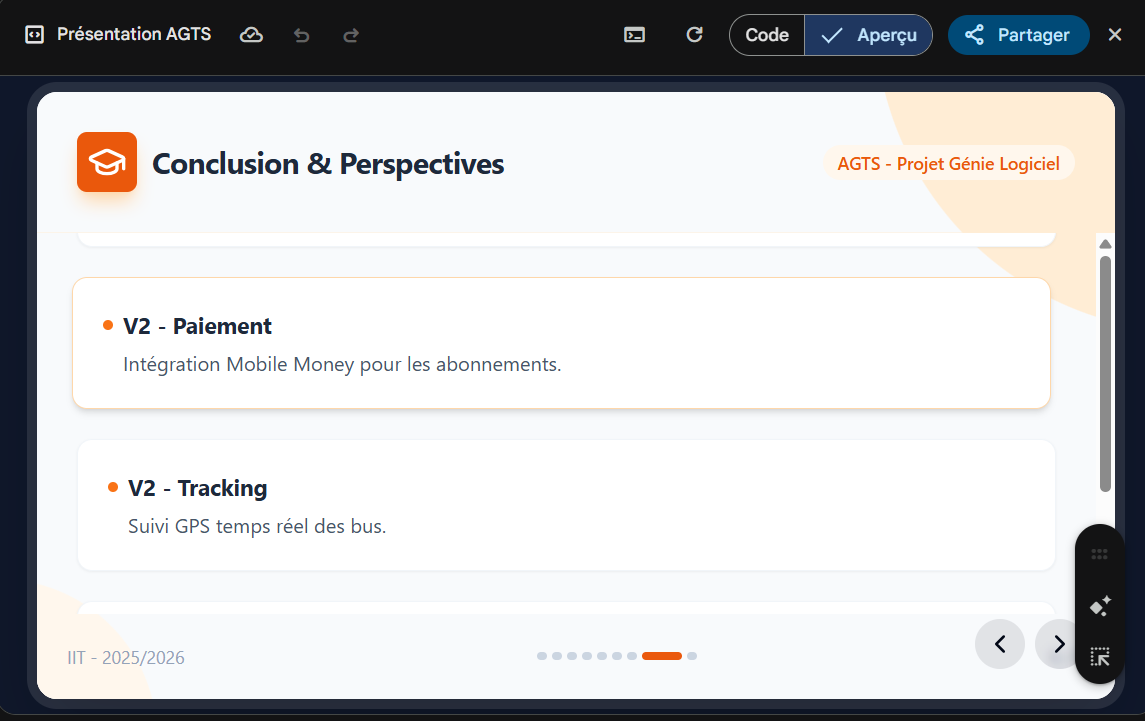 Présentation AGTS
Code
Aperçu
Partager
Conclusion & Perspectives
AGTS - Projet Génie Logiciel
V2 - Paiement
Intégration Mobile Money pour les abonnements.
V2 - Tracking
Suivi GPS temps réel des bus.
IIT - 2025/2026